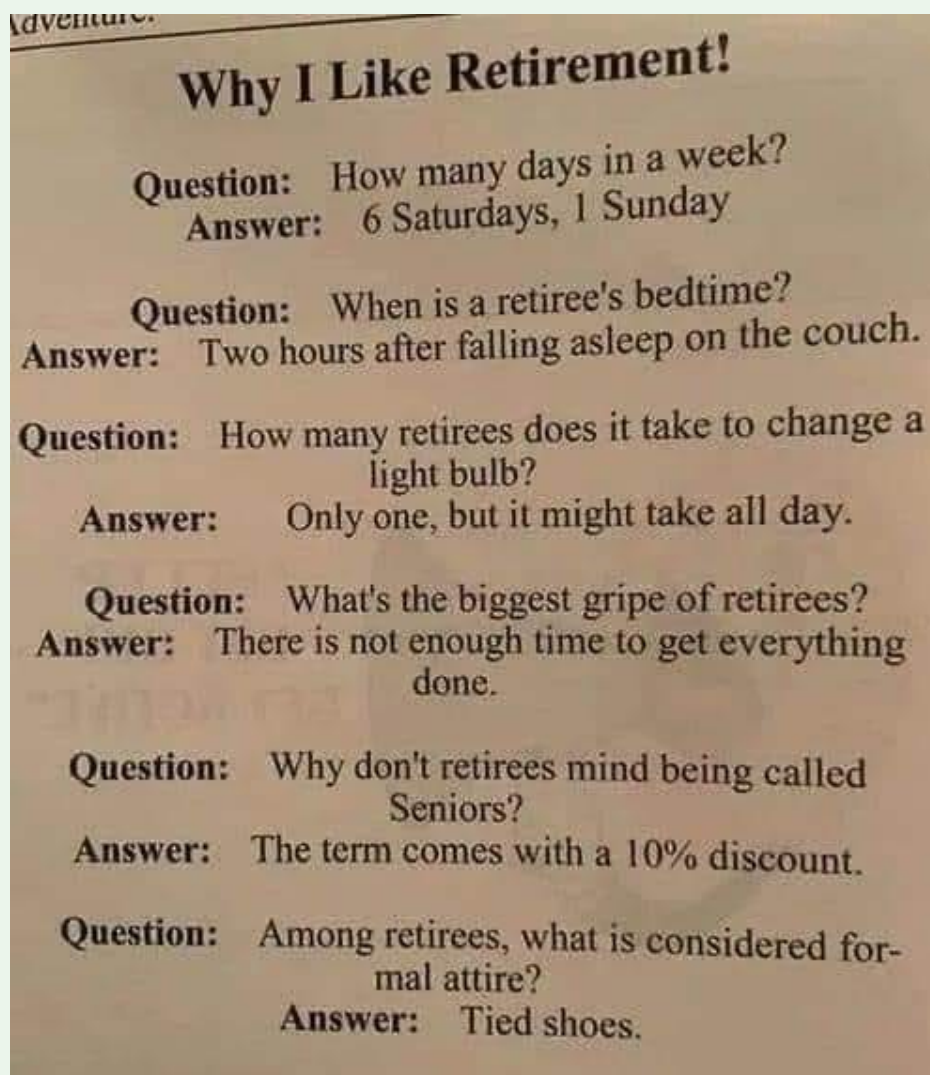 Adventure.
Why I Like Retirement!
Question: How many days in a week?
Answer: 6 Saturdays, 1 Sunday
Question: When is a retiree's bedtime?
Answer: Two hours after falling asleep on the couch.
Question: How many retirees does it take to change a
light bulb?
Answer: Only one, but it might take all day.
Question: What's the biggest gripe of retirees?
Answer: There is not enough time to get everything
done.
Question: Why don't retirees mind being called
Seniors?
Answer: The term comes with a 10% discount.
Question: Among retirees, what is considered for-
mal attire?
Answer: Tied shoes.